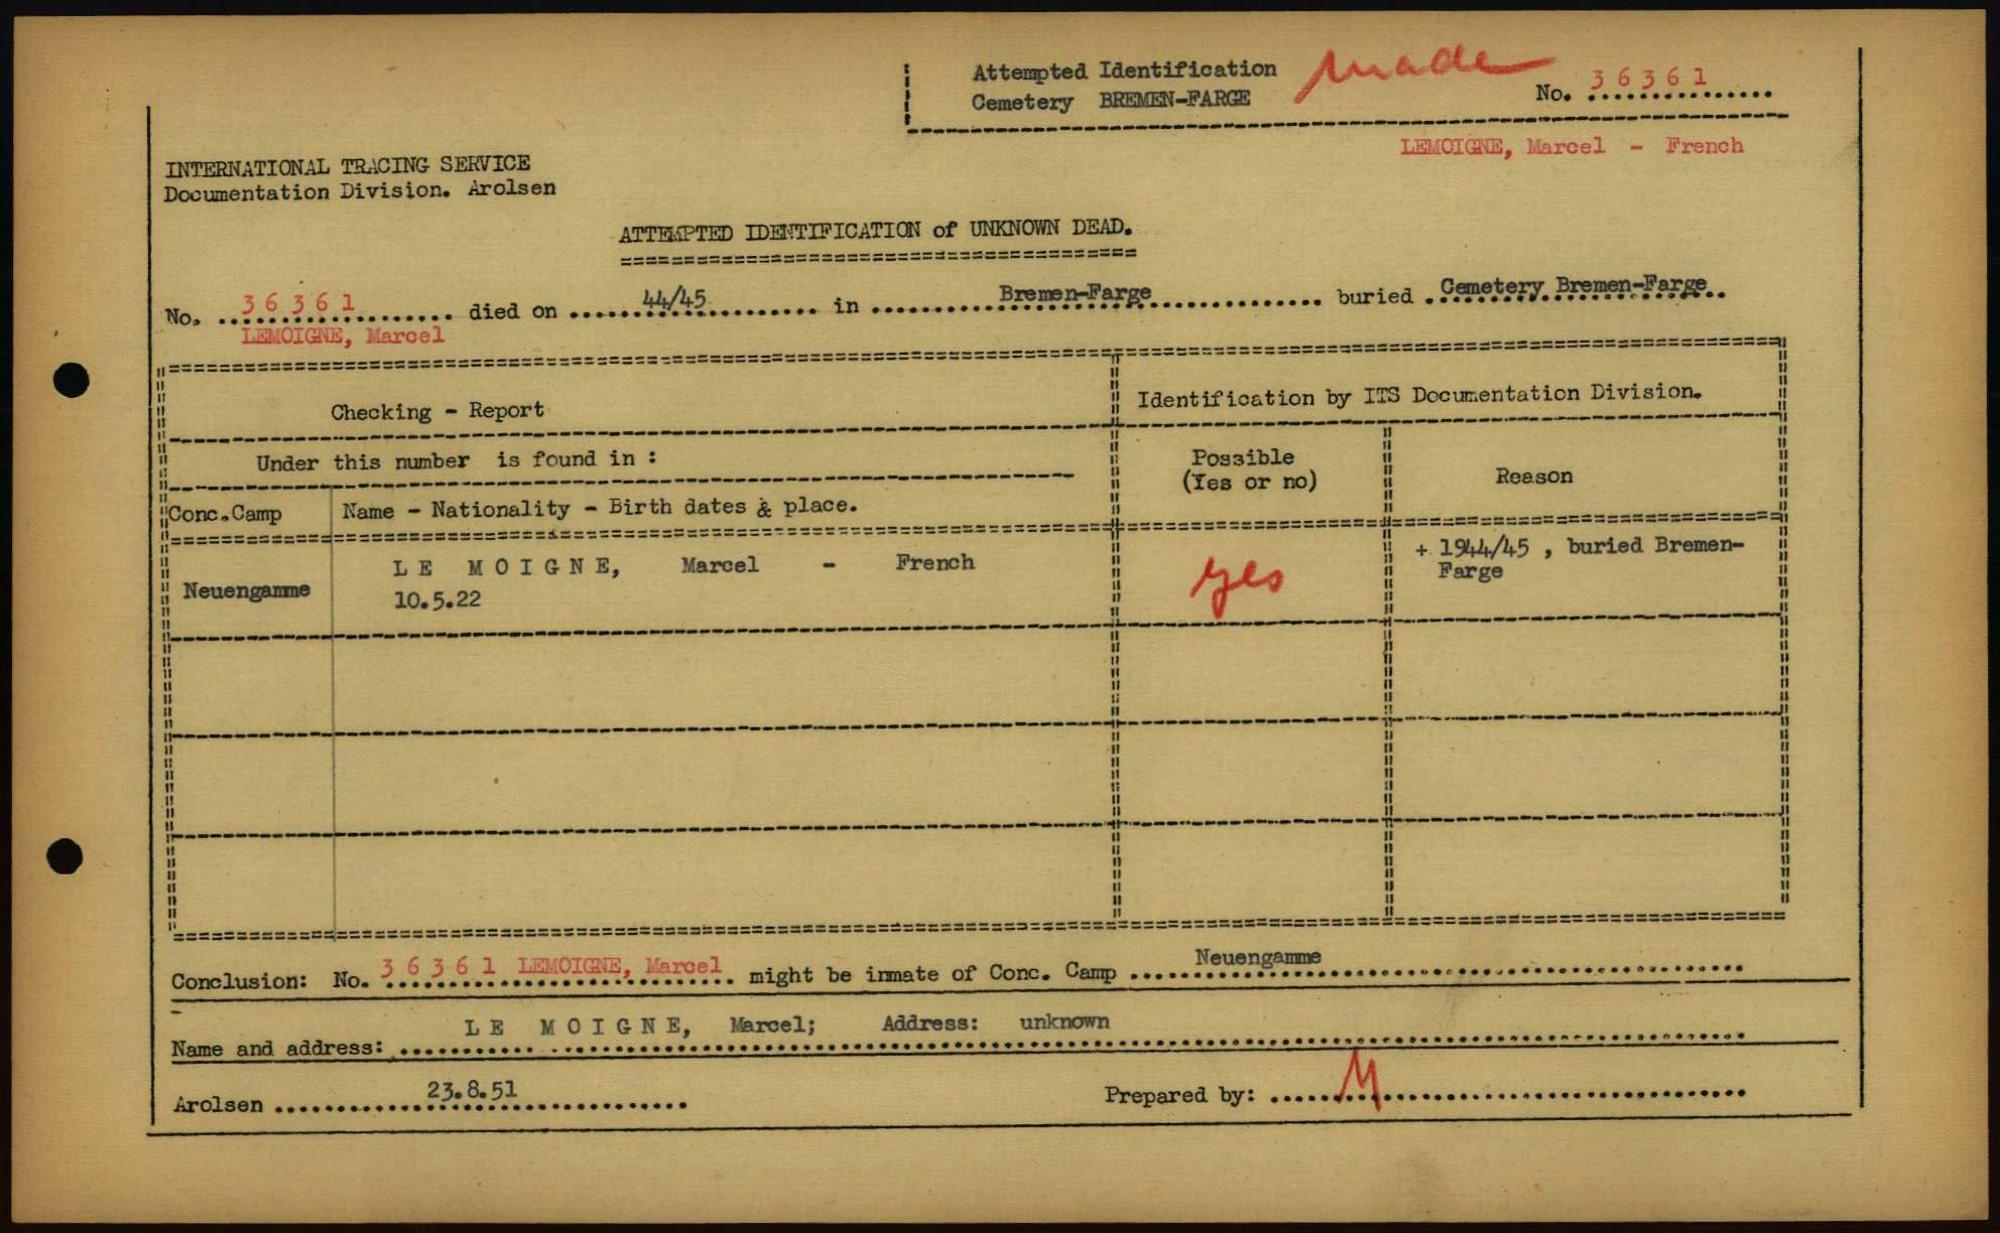 Attempted Identification made
Cemetery BREMEN-FARGE No. 36361
LEMOIGNE, Marcel - French
INTERNATIONAL TRACING SERVICE
Documentation Division. Arolsen
ATTEMPTED IDENTIFICATION of UNKNOWN DEAD.
No. 36361 died on 44/45 in Bremen-Farge buried Cemetery Bremen-Farge
LEMOIGNE, Marcel
Checking - Report
Identification by ITS Documentation Division.
Under this number is found in :
Possible
(Yes or no)
Reason
Conc.Camp
Name - Nationality - Birth dates & place.
Neuengamme
LE MOIGNE, Marcel - French
10.5.22
yes
+ 1944/45 , buried Bremen-
Farge
Conclusion: No. 36361 LEMOIGNE, Marcel might be inmate of Conc. Camp Neuengamme
Name and address: LE MOIGNE, Marcel; Address: unknown
Arolsen 23.8.51 Prepared by: M